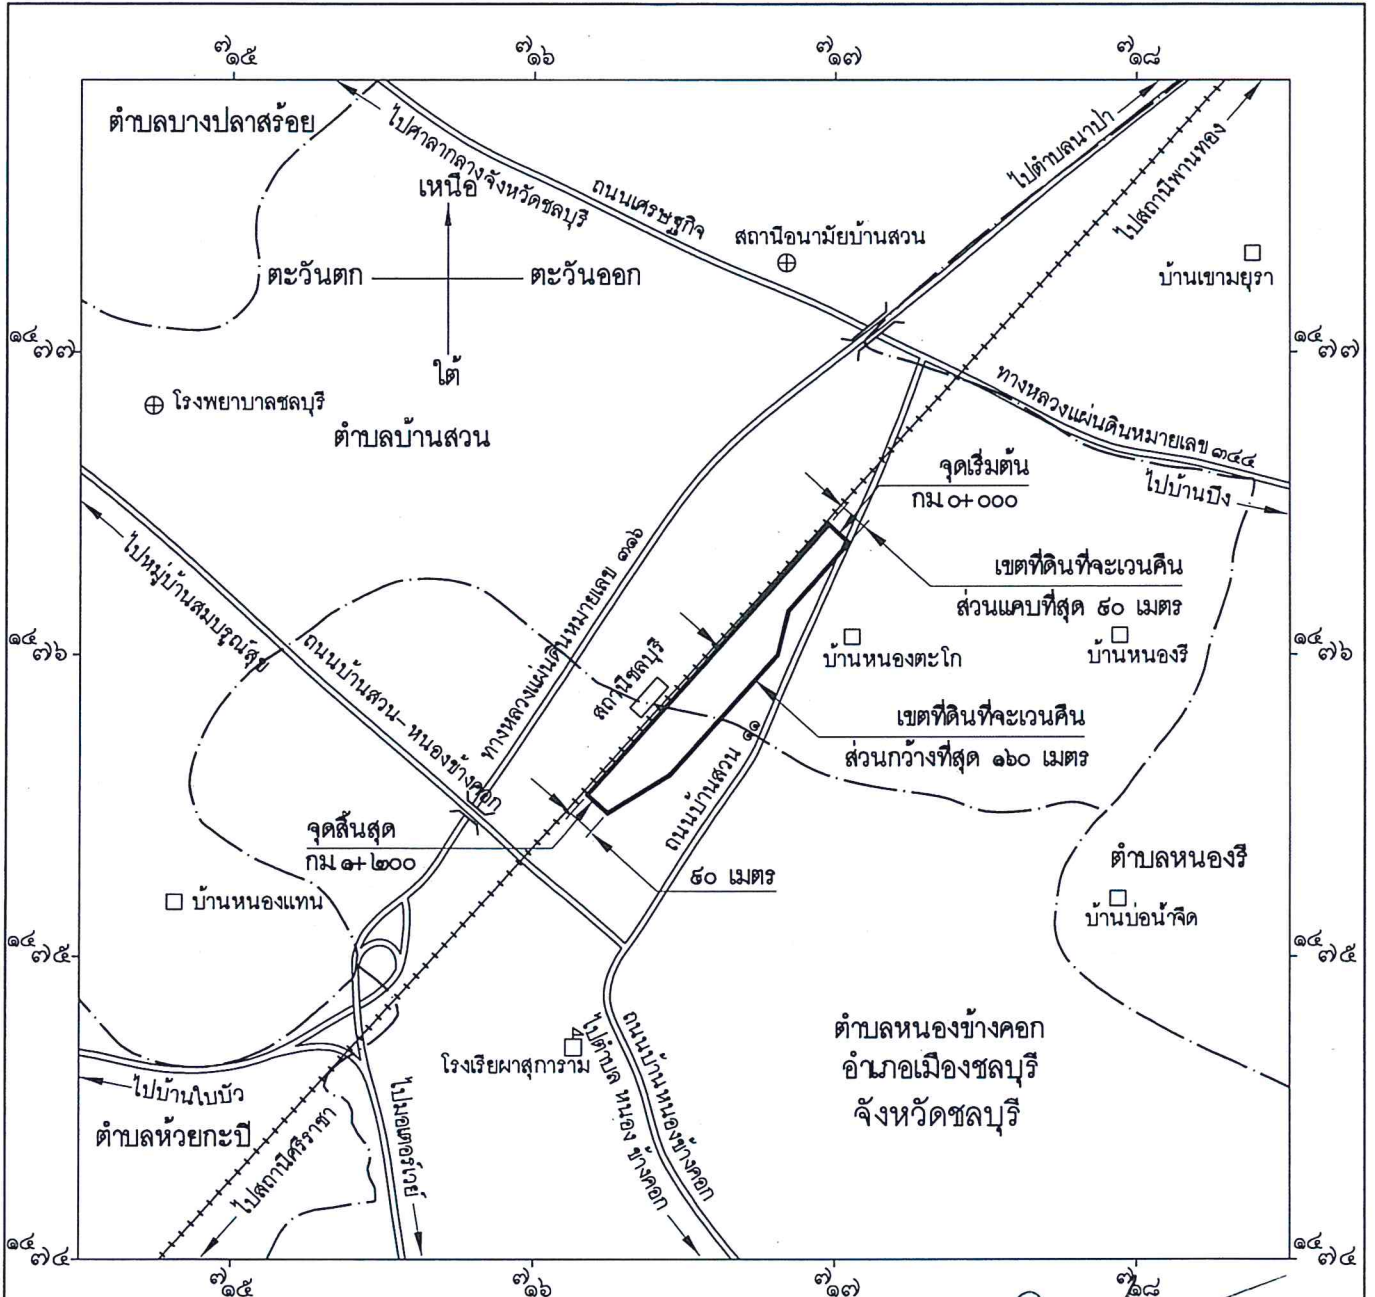 ๗๑๕
๗๑๖
๗๑๗
๗๑๘
ตำบลบางปลาสร้อย
ไปศาลากลางจังหวัดชลบุรี
ถนนเศรษฐกิจ
ไปตำบลนาป่า
ไปสถานีพานทอง
เหนือ
ตะวันตก
ตะวันออก
ใต้
สถานีอนามัยบ้านสวน
บ้านเขามยุรา
๑๔๗๗
๑๔๗๗
โรงพยาบาลชลบุรี
ตำบลบ้านสวน
ทางหลวงแผ่นดินหมายเลข ๓๔๔
ไปบ้านบึง
จุดเริ่มต้น
กม.๐+๐๐๐
ไปหมู่บ้านสมบูรณ์สุข
ทางหลวงแผ่นดินหมายเลข ๓๑๖
เขตที่ดินที่จะเวนคืน
ส่วนแคบที่สุด ๕๐ เมตร
๑๔๗๖
๑๔๗๖
ถนนบ้านสวน-หนองข้างคอก
สถานีชลบุรี
บ้านหนองตะโก
บ้านหนองรี
เขตที่ดินที่จะเวนคืน
ส่วนกว้างที่สุด ๑๖๐ เมตร
ถนนบ้านสวน ๑๑
จุดสิ้นสุด
กม.๑+๒๐๐
๕๐ เมตร
ตำบลหนองรี
บ้านหนองแทน
บ้านบ่อน้ำจืด
๑๔๗๕
๑๔๗๕
โรงเรียผาสุการาม
ไปตำบล หนอง ข้างคอก
ถนนบ้านหนองข้างคอก
ตำบลหนองข้างคอก
อำเภอเมืองชลบุรี
จังหวัดชลบุรี
ไปบ้านใบบัว
ตำบลห้วยกะปิ
ไปสถานีศรีราชา
ไปมอเตอร์เวย์
๑๔๗๔
๑๔๗๔
๗๑๕
๗๑๖
๗๑๗
๗๑๘